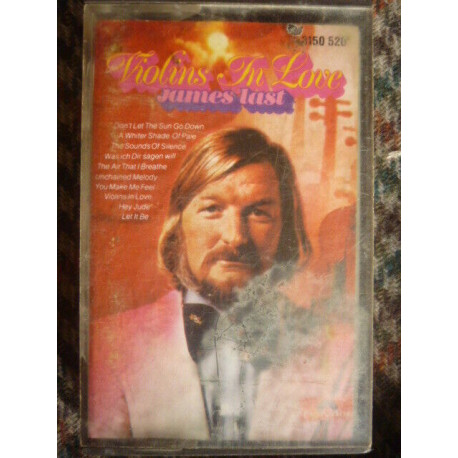 3150 520
Violins In Love
James Last
Don't Let The Sun Go Down
A Whiter Shade Of Pale
The Sounds Of Silence
Was ich Dir sagen will
The Air That I Breathe
Unchained Melody
You Make Me Feel
Violins In Love
Hey Jude
Let It Be